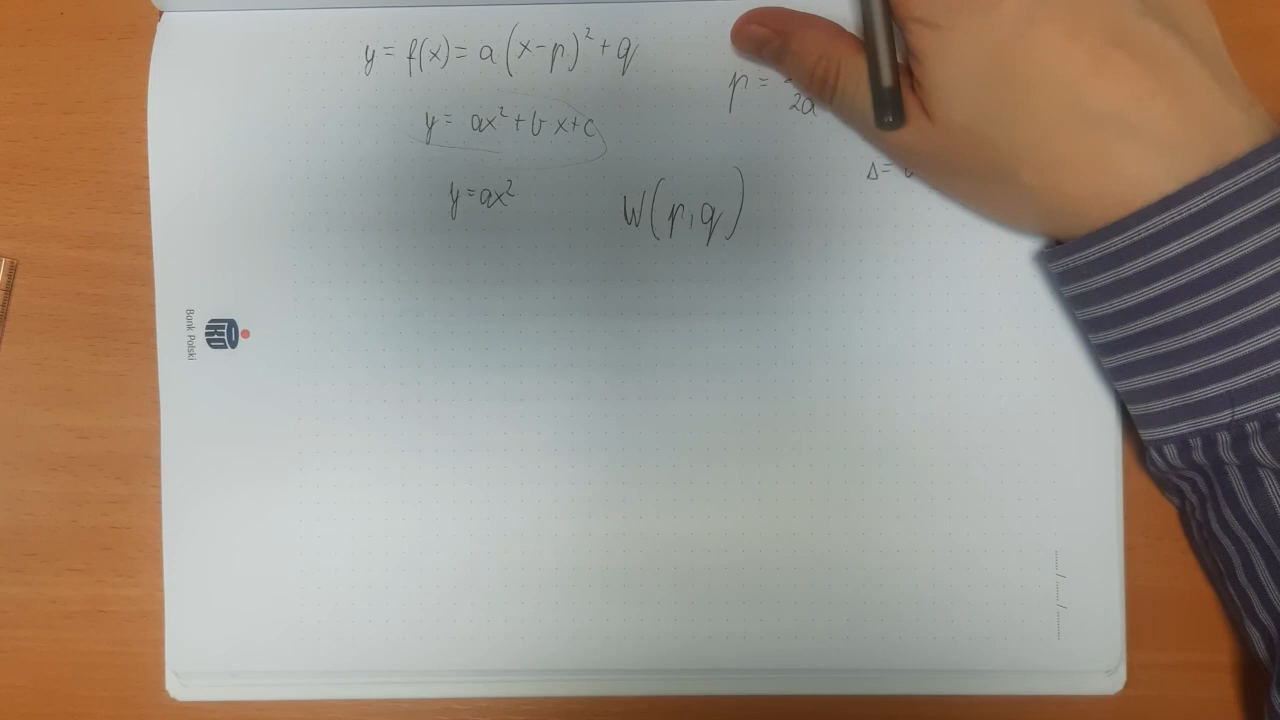 y = f(x) = a(x-p)² + q
p = - 2a
y = ax² + bx + c
Δ =
y = ax²
W(p,q)
Bank Polski
...... / ...... / ........